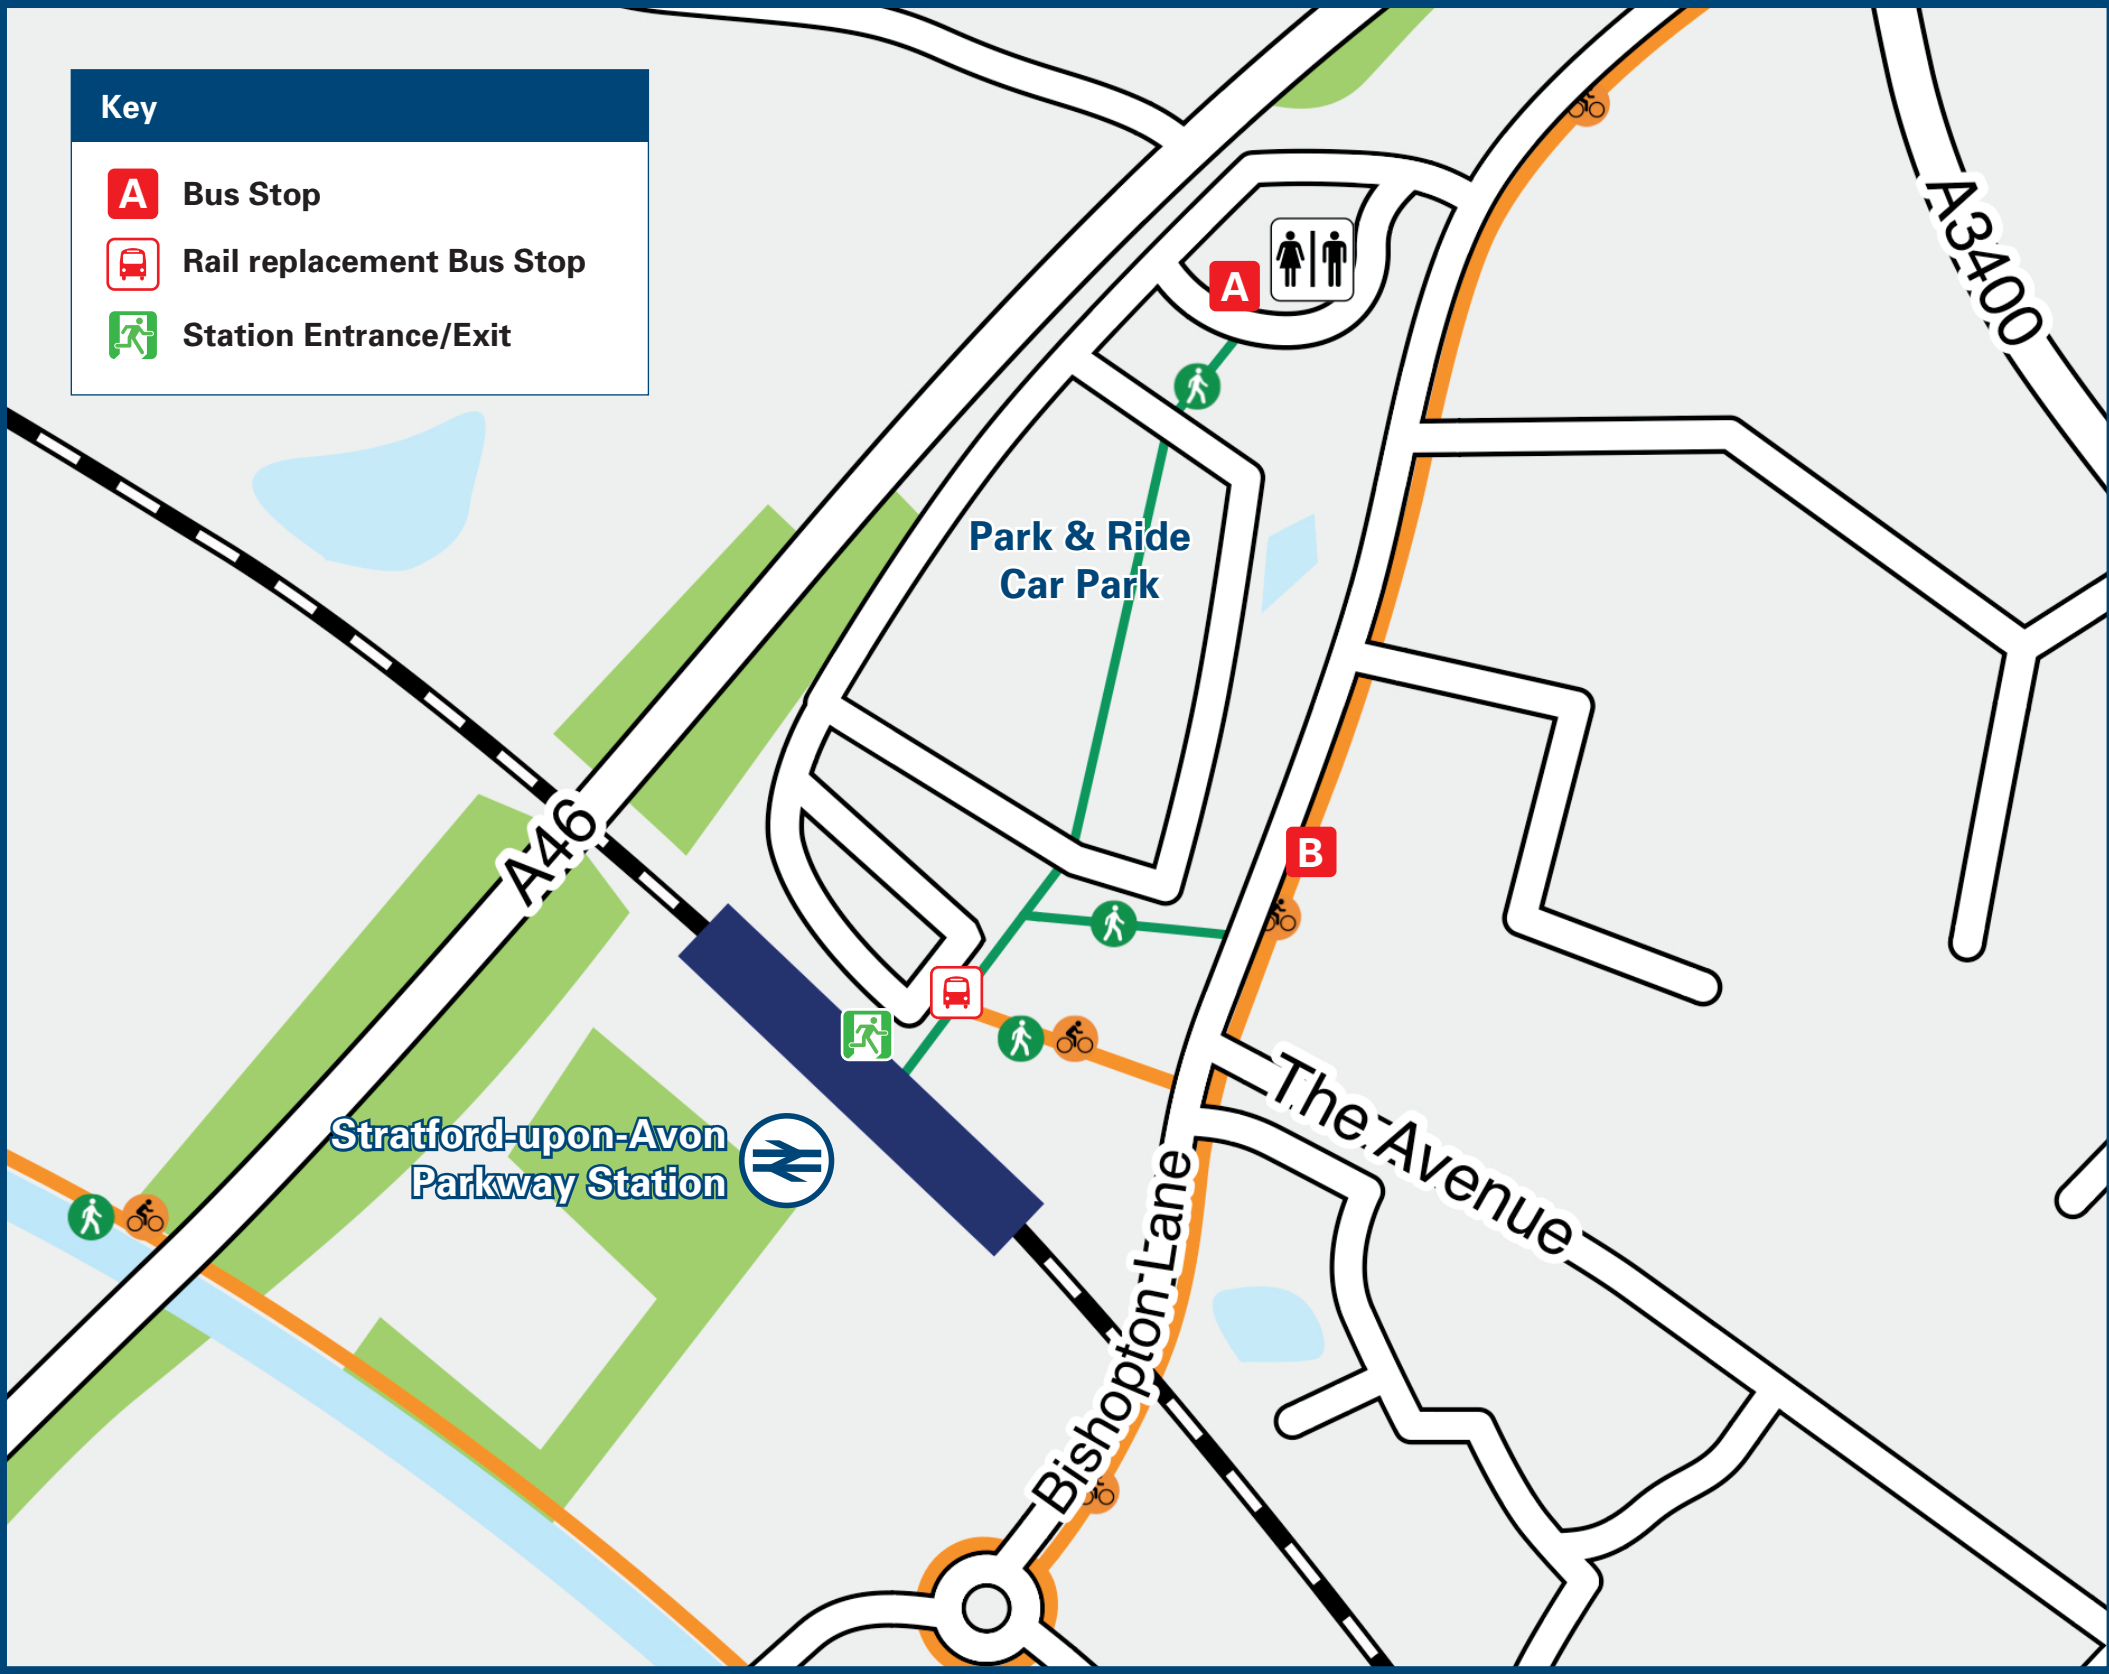 Key
A Bus Stop
Rail replacement Bus Stop
Station Entrance/Exit
A3400
A
Park & Ride
Car Park
A46
B
The Avenue
Stratford-upon-Avon
Parkway Station
Bishopton Lane